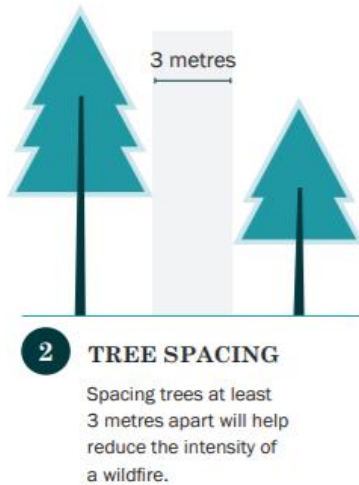 3 metres
2 TREE SPACING
Spacing trees at least
3 metres apart will help
reduce the intensity of
a wildfire.